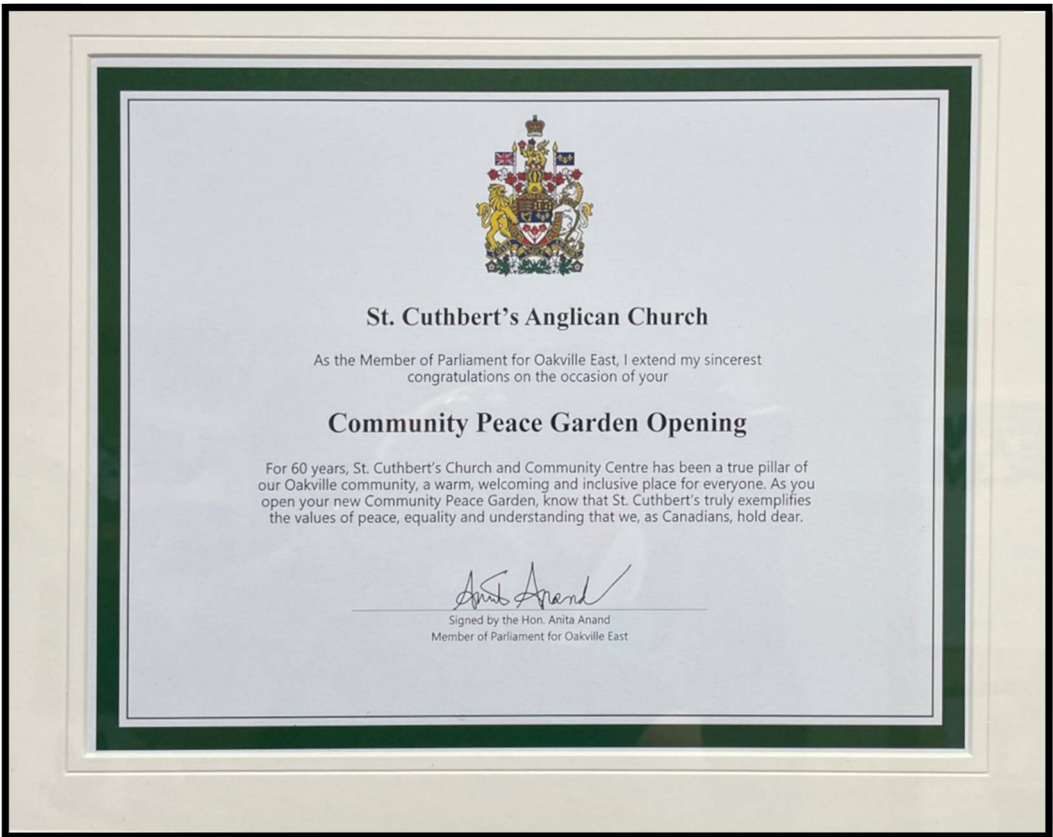 St. Cuthbert’s Anglican Church
As the Member of Parliament for Oakville East, I extend my sincerest
congratulations on the occasion of your
Community Peace Garden Opening
For 60 years, St. Cuthbert’s Church and Community Centre has been a true pillar of
our Oakville community, a warm, welcoming and inclusive place for everyone. As you
open your new Community Peace Garden, know that St. Cuthbert’s truly exemplifies
the values of peace, equality and understanding that we, as Canadians, hold dear.
Anita Anand
Signed by the Hon. Anita Anand
Member of Parliament for Oakville East